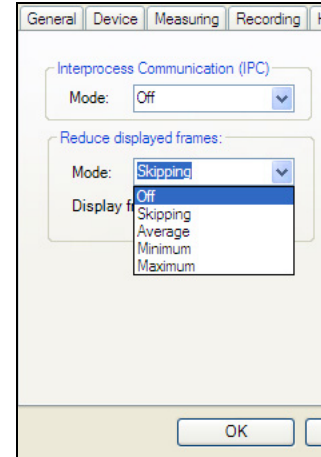 General Device Measuring Recording
Interprocess Communication (IPC)
Mode: Off
Reduce displayed frames:
Mode: Skipping
Off
Display
Skipping
Average
Minimum
Maximum
OK